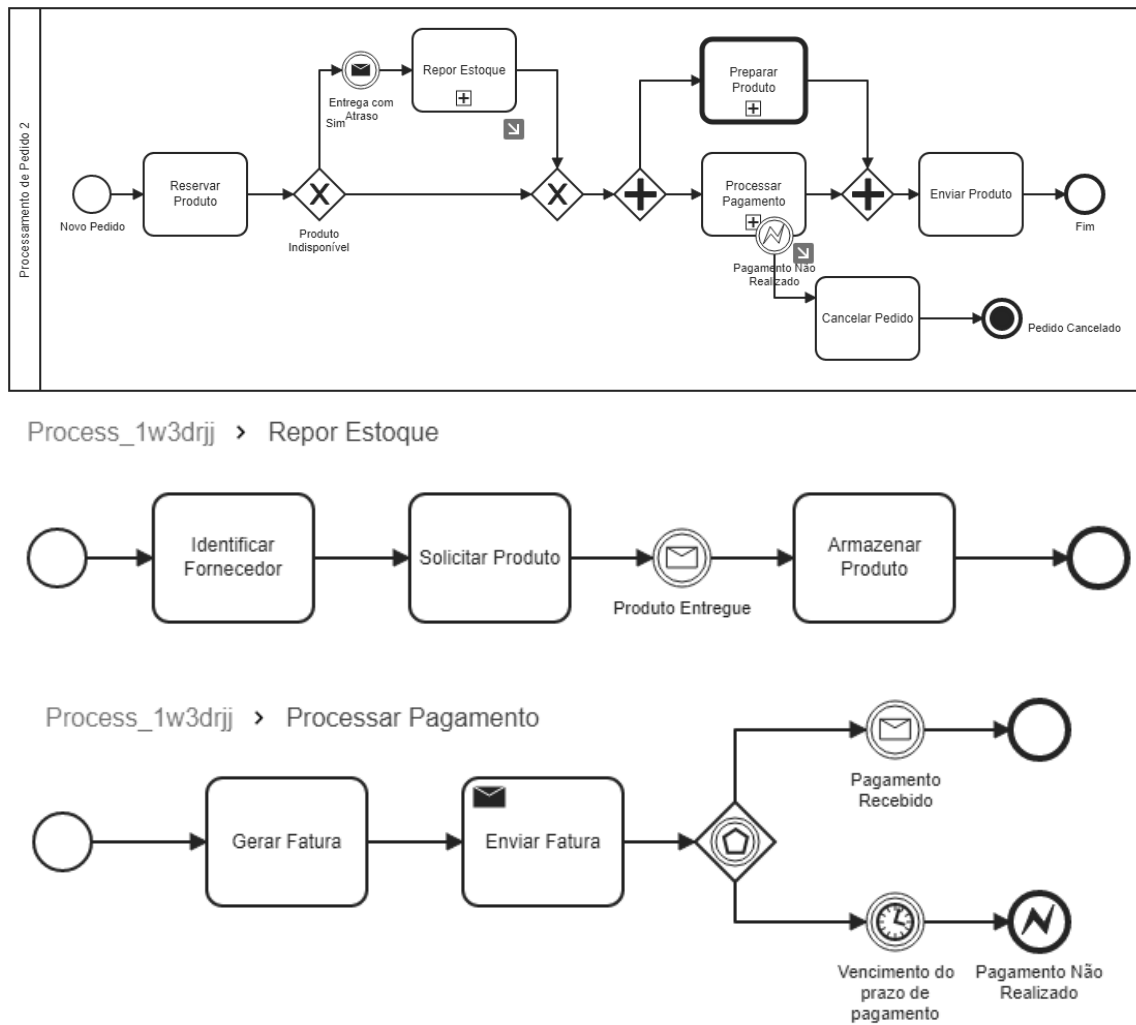 Processamento de Pedido 2
Novo Pedido
Reservar
Produto
Produto
Indisponível
Sim
Entrega com
Atraso
Repor Estoque
Preparar
Produto
Processar
Pagamento
Pagamento Não
Realizado
Enviar Produto
Fim
Cancelar Pedido
Pedido Cancelado
Process_1w3drjj > Repor Estoque
Identificar
Fornecedor
Solicitar Produto
Produto Entregue
Armazenar
Produto
Process_1w3drjj > Processar Pagamento
Gerar Fatura
Enviar Fatura
Pagamento
Recebido
Vencimento do
prazo de
pagamento
Pagamento Não
Realizado